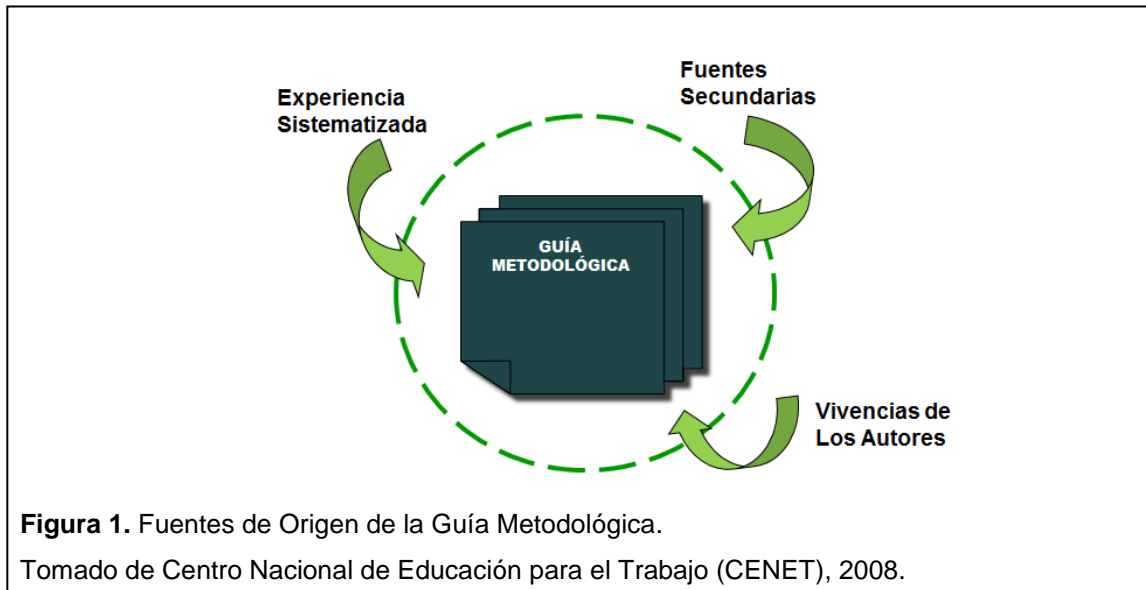 Experiencia
Sistematizada
Fuentes
Secundarias
GUÍA
METODOLÓGICA
Vivencias de
Los Autores
Figura 1. Fuentes de Origen de la Guía Metodológica.
Tomado de Centro Nacional de Educación para el Trabajo (CENET), 2008.